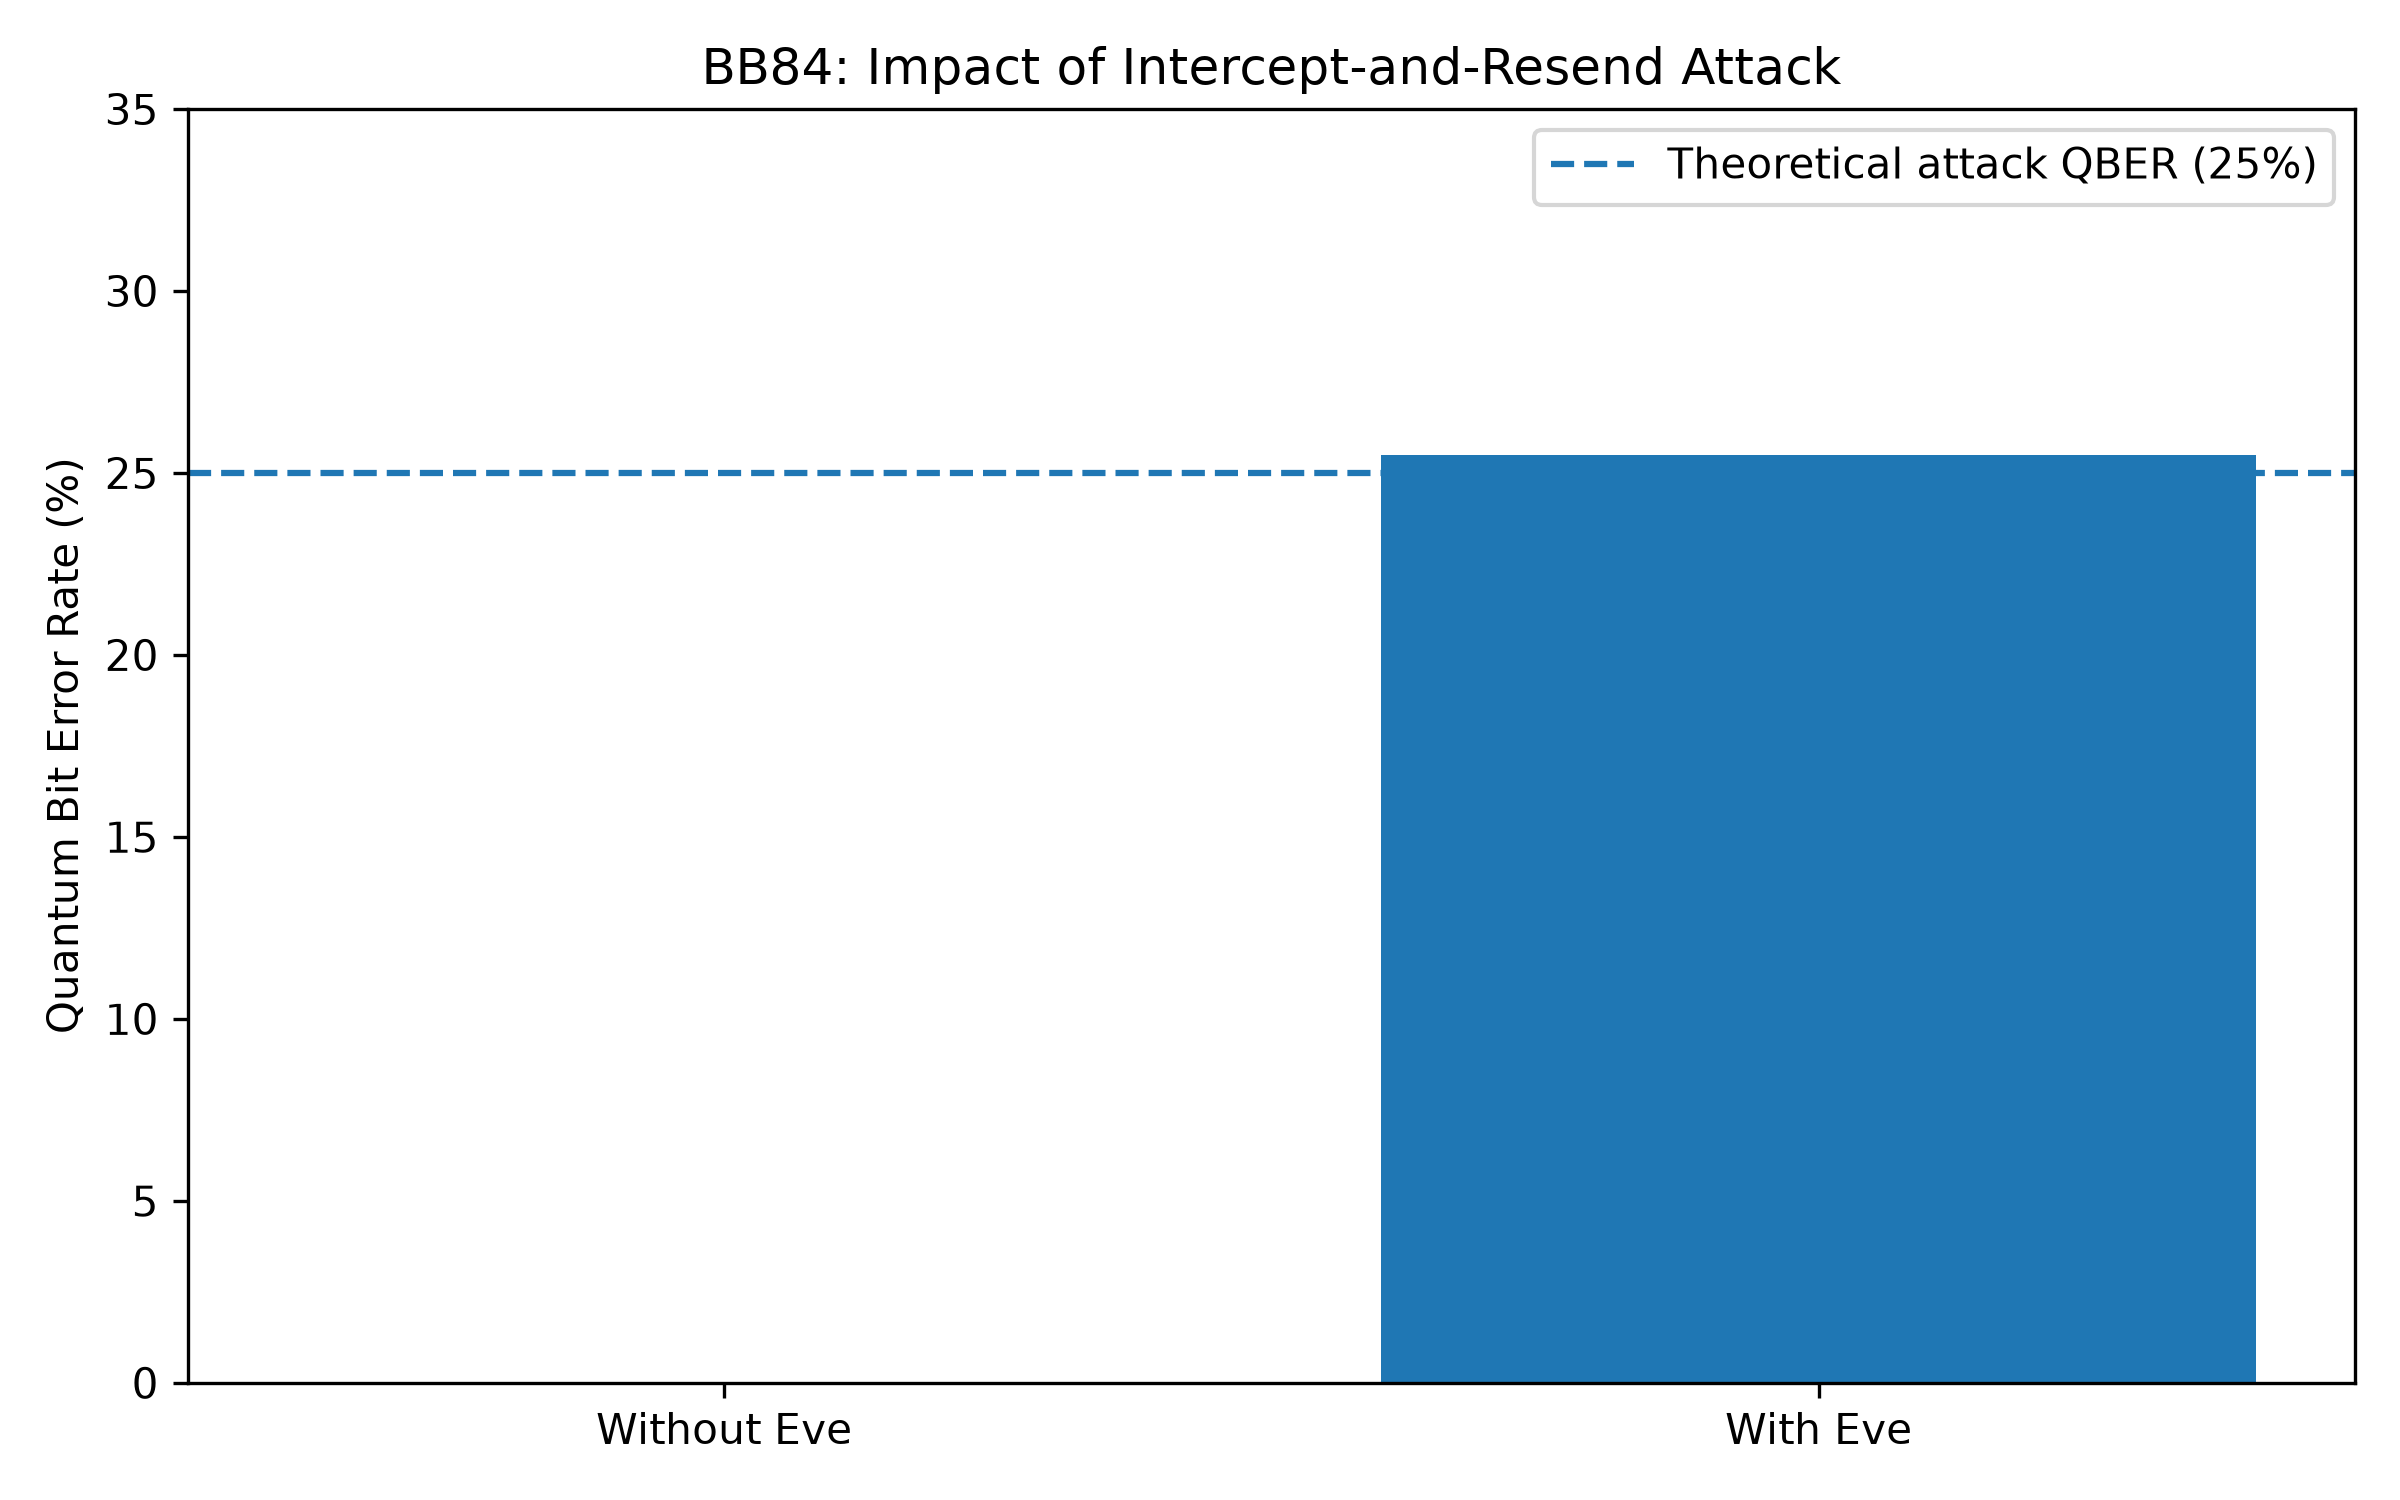 BB84: Impact of Intercept-and-Resend Attack
Theoretical attack QBER (25%)
Quantum Bit Error Rate (%)
35
30
25
20
15
10
5
0
Without Eve
With Eve